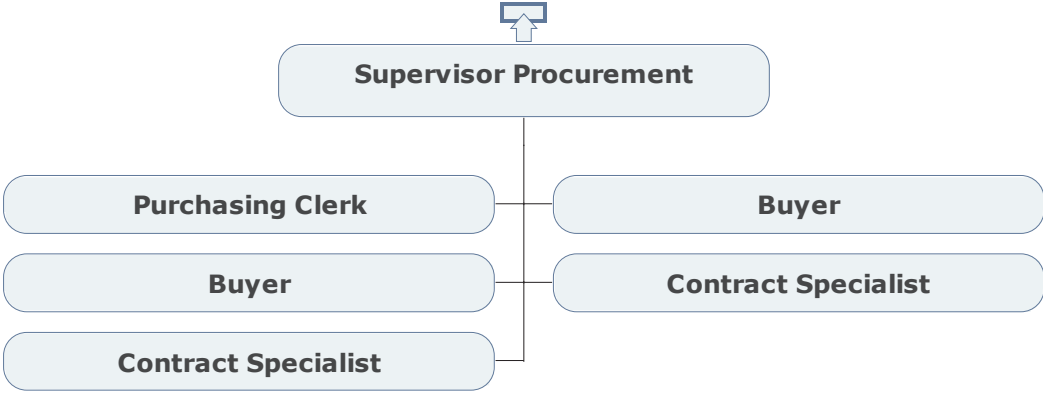 Supervisor Procurement
Purchasing Clerk
Buyer
Buyer
Contract Specialist
Contract Specialist